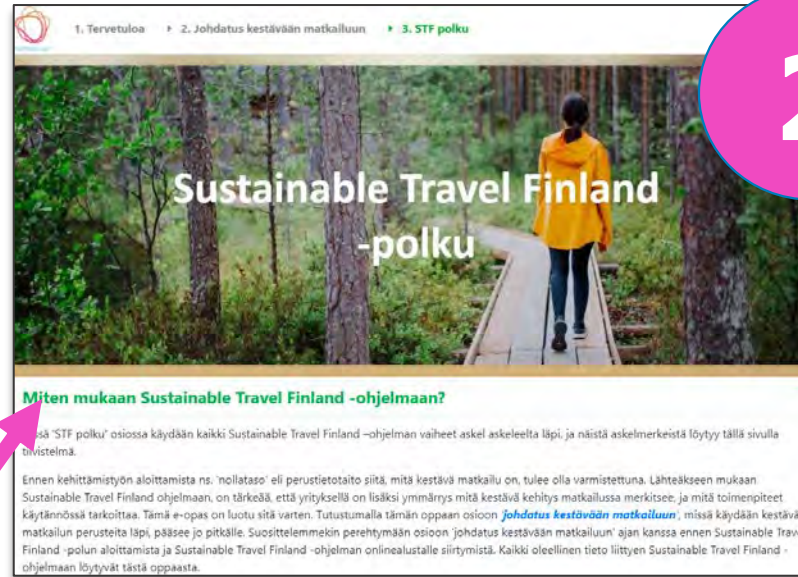 1. Tervetuloa ‣ 2. Johdatus kestävään matkailuun ‣ 3. STF polku
2
Sustainable Travel Finland
-polku
Miten mukaan Sustainable Travel Finland -ohjelmaan?
'STF polku' osiossa käydään kaikki Sustainable Travel Finland –ohjelman vaiheet askel askeleelta läpi, ja näistä askelmerkeistä löytyy tällä sivulla
tiivistelmä.
Ennen kehittämistyön aloittamista ns. 'nollataso' eli perustietotaito siitä, mitä kestävä matkailu on, tulee olla varmistettuna. Lähteäkseen mukaan
Sustainable Travel Finland ohjelmaan, on tärkeää, että yrityksellä on lisäksi ymmärrys mitä kestävä kehitys matkailussa merkitsee, ja mitä toimenpiteet
käytännössä tarkoittaa. Tämä e-opas on luotu sitä varten. Tutustumalla tämän oppaan osioon 'johdatus kestävään matkailuun', missä käydään kestävä
matkailun perusteita läpi, pääsee jo pitkälle. Suosittelemmekin perehtymään osioon 'johdatus kestävään matkailuun' ajan kanssa ennen Sustainable Trav
Finland -polun aloittamista ja Sustainable Travel Finland -ohjelman onlinealustalle siirtymistä. Kaikki oleellinen tieto liittyen Sustainable Travel Finland -
ohjelmaan löytyvät tästä oppaasta.